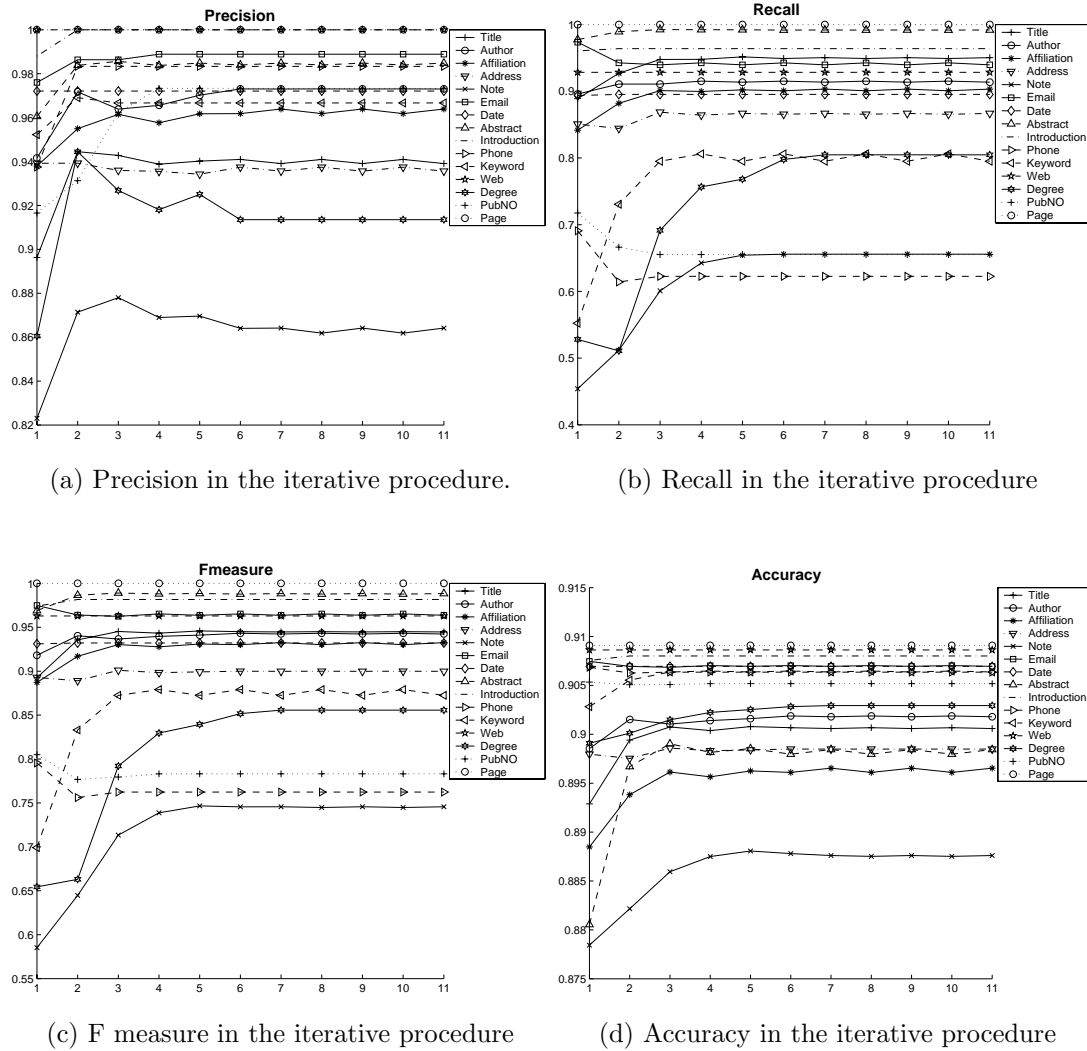 Precision
1
0.98
0.96
0.94
0.92
0.9
0.88
0.86
0.84
0.82
1 2 3 4 5 6 7 8 9 10 11
Title
Author
Affiliation
Address
Note
Email
Date
Abstract
Introduction
Phone
Keyword
Web
Degree
PubNO
Page
(a) Precision in the iterative procedure.
Recall
1
0.9
0.8
0.7
0.6
0.5
0.4
1 2 3 4 5 6 7 8 9 10 11
Title
Author
Affiliation
Address
Note
Email
Date
Abstract
Introduction
Phone
Keyword
Web
Degree
PubNO
Page
(b) Recall in the iterative procedure
Fmeasure
1
0.95
0.9
0.85
0.8
0.75
0.7
0.65
0.6
0.55
1 2 3 4 5 6 7 8 9 10 11
Title
Author
Affiliation
Address
Note
Email
Date
Abstract
Introduction
Phone
Keyword
Web
Degree
PubNO
Page
(c) F measure in the iterative procedure
Accuracy
0.915
0.91
0.905
0.9
0.895
0.89
0.885
0.88
0.875
1 2 3 4 5 6 7 8 9 10 11
Title
Author
Affiliation
Address
Note
Email
Date
Abstract
Introduction
Phone
Keyword
Web
Degree
PubNO
Page
(d) Accuracy in the iterative procedure